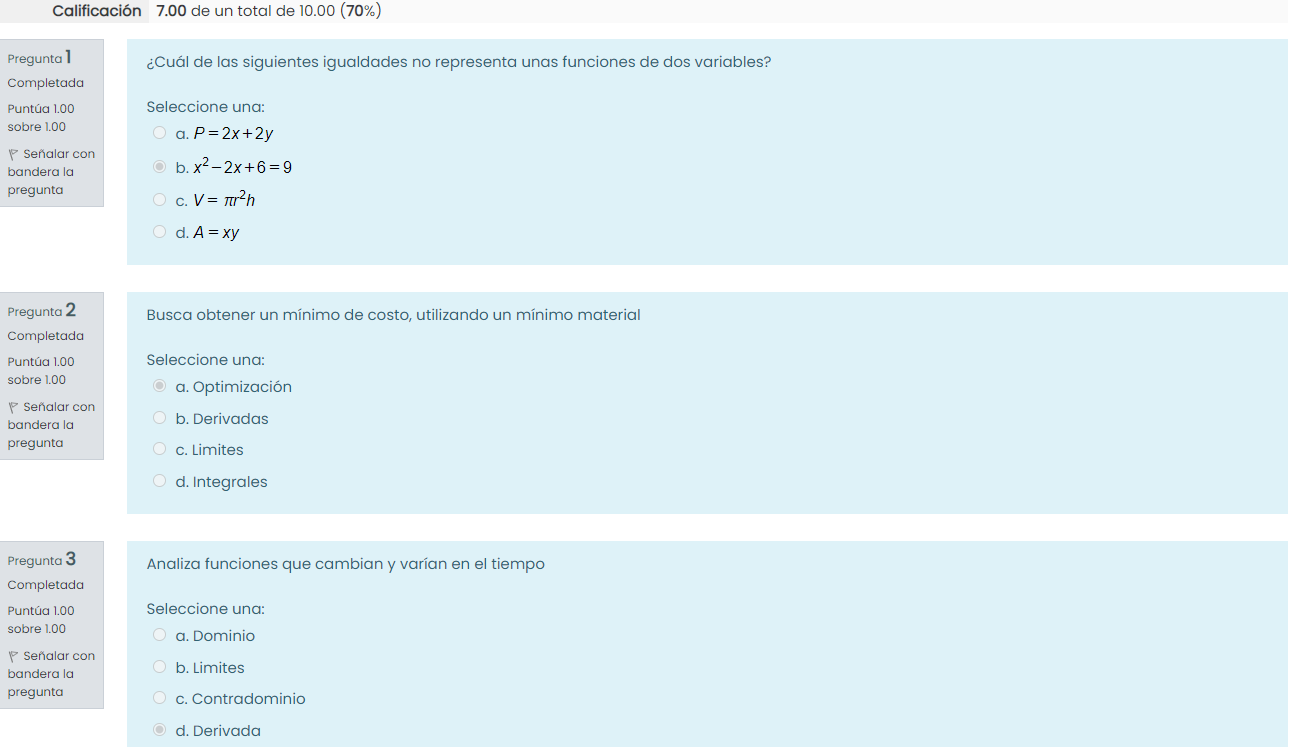 Calificación 7.00 de un total de 10.00 (70%)
Pregunta 1
Completada
Puntúa 1.00
sobre 1.00
Señalar con
bandera la
pregunta
¿Cuál de las siguientes igualdades no representa unas funciones de dos variables?
Seleccione una:
a. P = 2x + 2y
b. x² − 2x + 6 = 9
c. V = πr²h
d. A = xy
Pregunta 2
Completada
Puntúa 1.00
sobre 1.00
Señalar con
bandera la
pregunta
Busca obtener un mínimo de costo, utilizando un mínimo material
Seleccione una:
a. Optimización
b. Derivadas
c. Limites
d. Integrales
Pregunta 3
Completada
Puntúa 1.00
sobre 1.00
Señalar con
bandera la
pregunta
Analiza funciones que cambian y varían en el tiempo
Seleccione una:
a. Dominio
b. Limites
c. Contradominio
d. Derivada